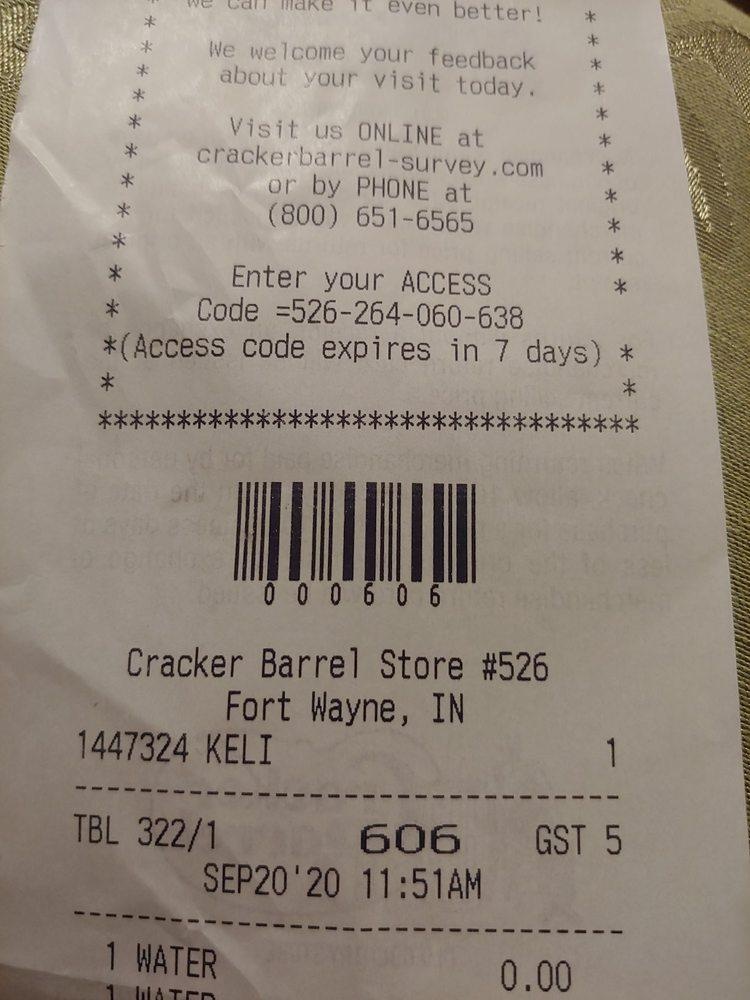 we can make it even better! *
* *
* We welcome your feedback *
* about your visit today. *
* *
* Visit us ONLINE at *
* crackerbarrel-survey.com *
* or by PHONE at *
* (800) 651-6565 *
* *
* Enter your ACCESS *
* Code =526-264-060-638
*(Access code expires in 7 days) *
* *
***********************************
000606
Cracker Barrel Store #526
Fort Wayne, IN
1447324 KELI 1
-----------------------------------
TBL 322/1 606 GST 5
SEP20'20 11:51AM
-----------------------------------
1 WATER 0.00
1 WATER